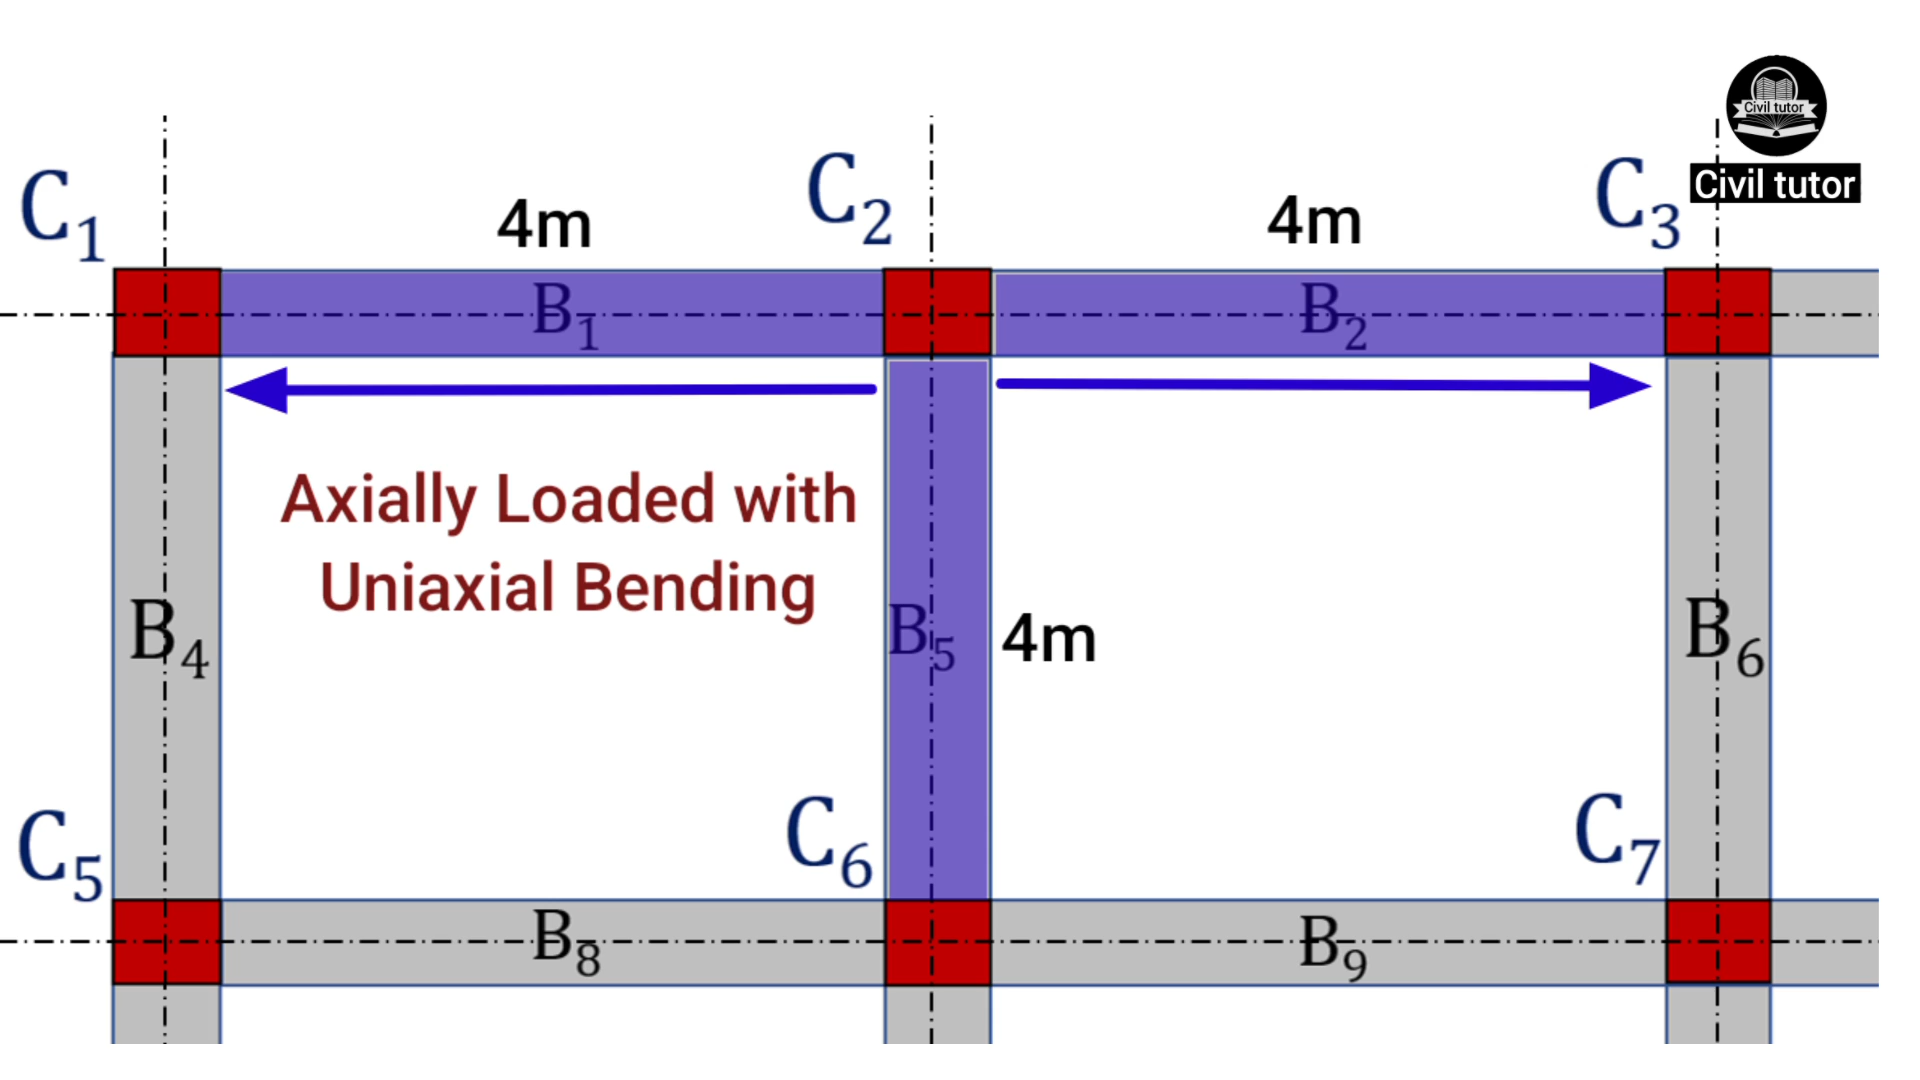 Civil tutor
Civil tutor
C1
4m
C2
4m
C3
B1
B2
Axially Loaded with
Uniaxial Bending
B4
B5
4m
B6
C5
C6
C7
B8
B9